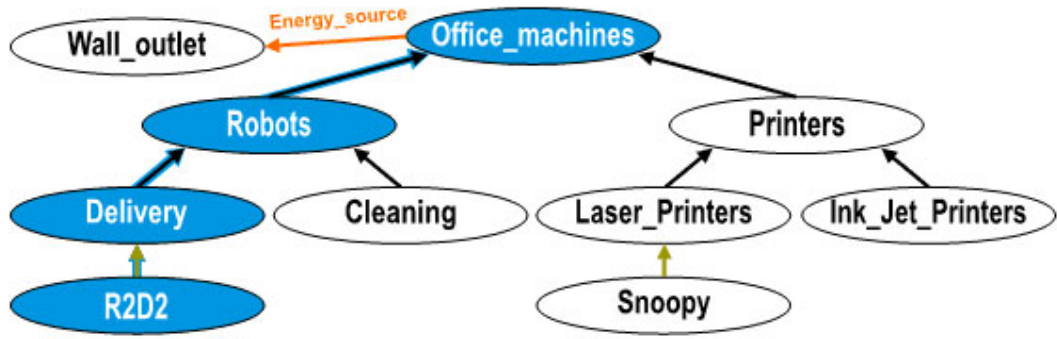 Energy_source
Wall_outlet
Office_machines
Robots
Printers
Delivery
Cleaning
Laser_Printers
Ink_Jet_Printers
R2D2
Snoopy